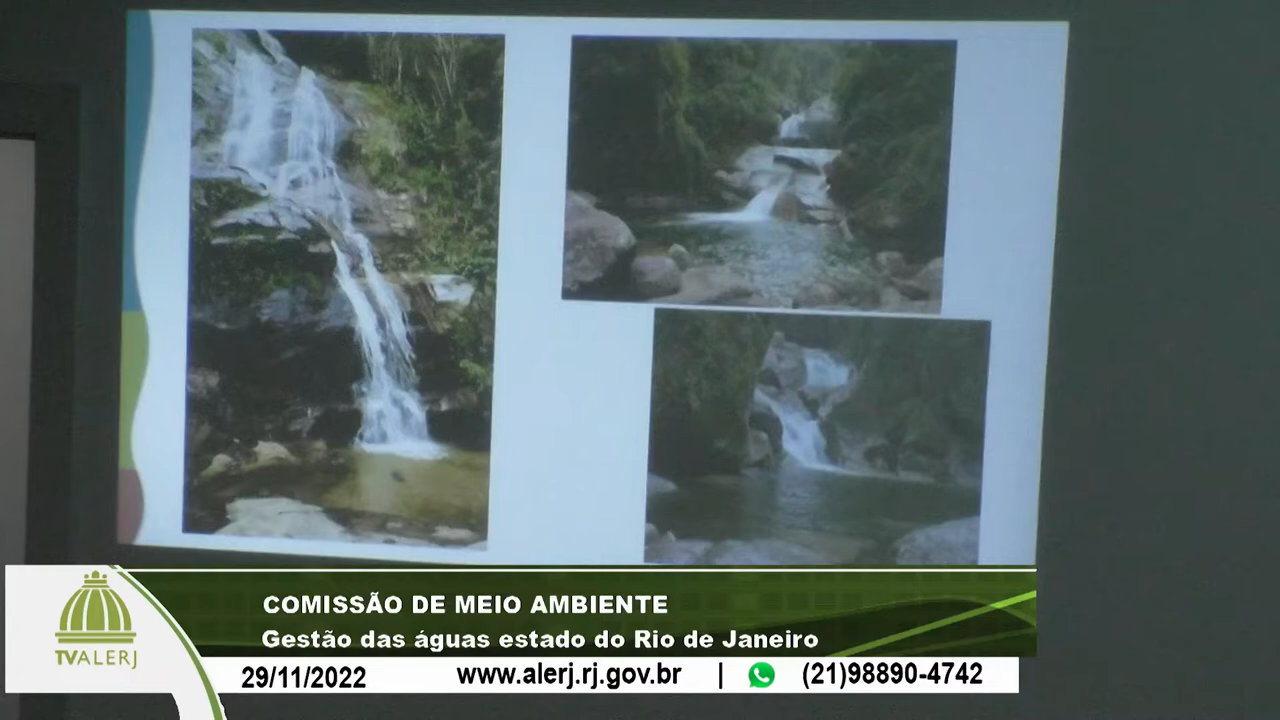 COMISSÃO DE MEIO AMBIENTE
Gestão das águas estado do Rio de Janeiro
TVALERJ
29/11/2022 www.alerj.rj.gov.br | (21)98890-4742